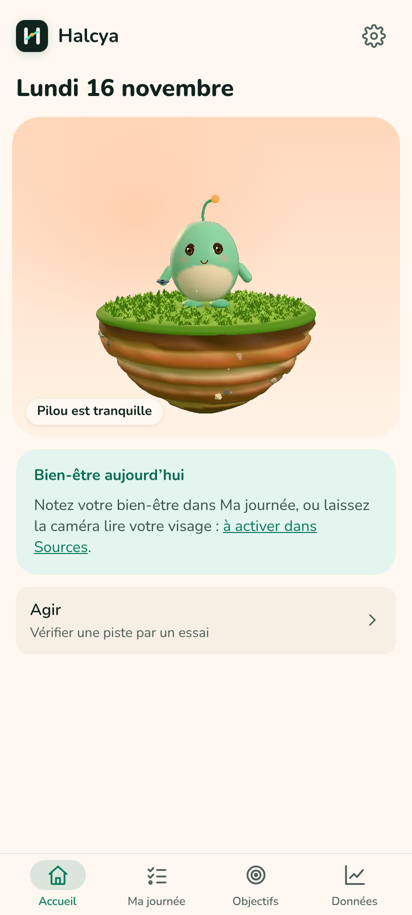 Halcya
Lundi 16 novembre
Pilou est tranquille
Bien-être aujourd’hui
Notez votre bien-être dans Ma journée, ou laissez
la caméra lire votre visage : à activer dans
Sources.
Agir
Vérifier une piste par un essai
Accueil
Ma journée
Objectifs
Données